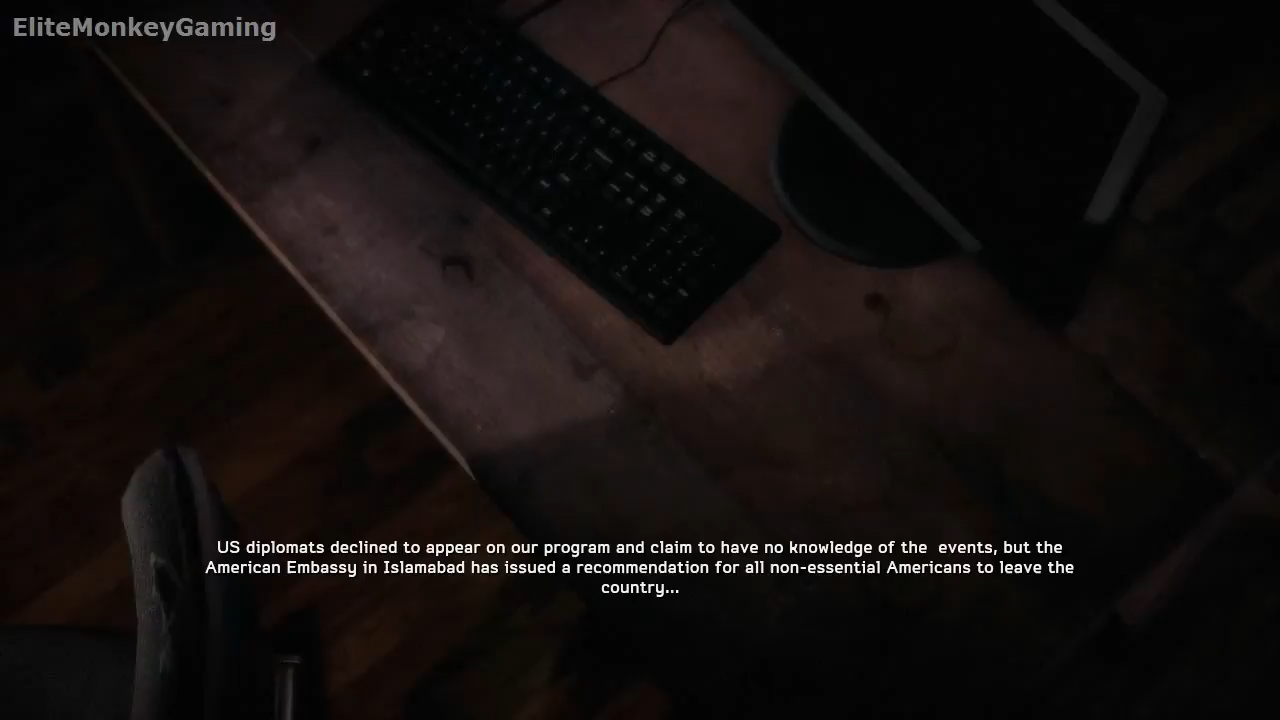 EliteMonkeyGaming
US diplomats declined to appear on our program and claim to have no knowledge of the  events, but the
American Embassy in Islamabad has issued a recommendation for all non-essential Americans to leave the
country...